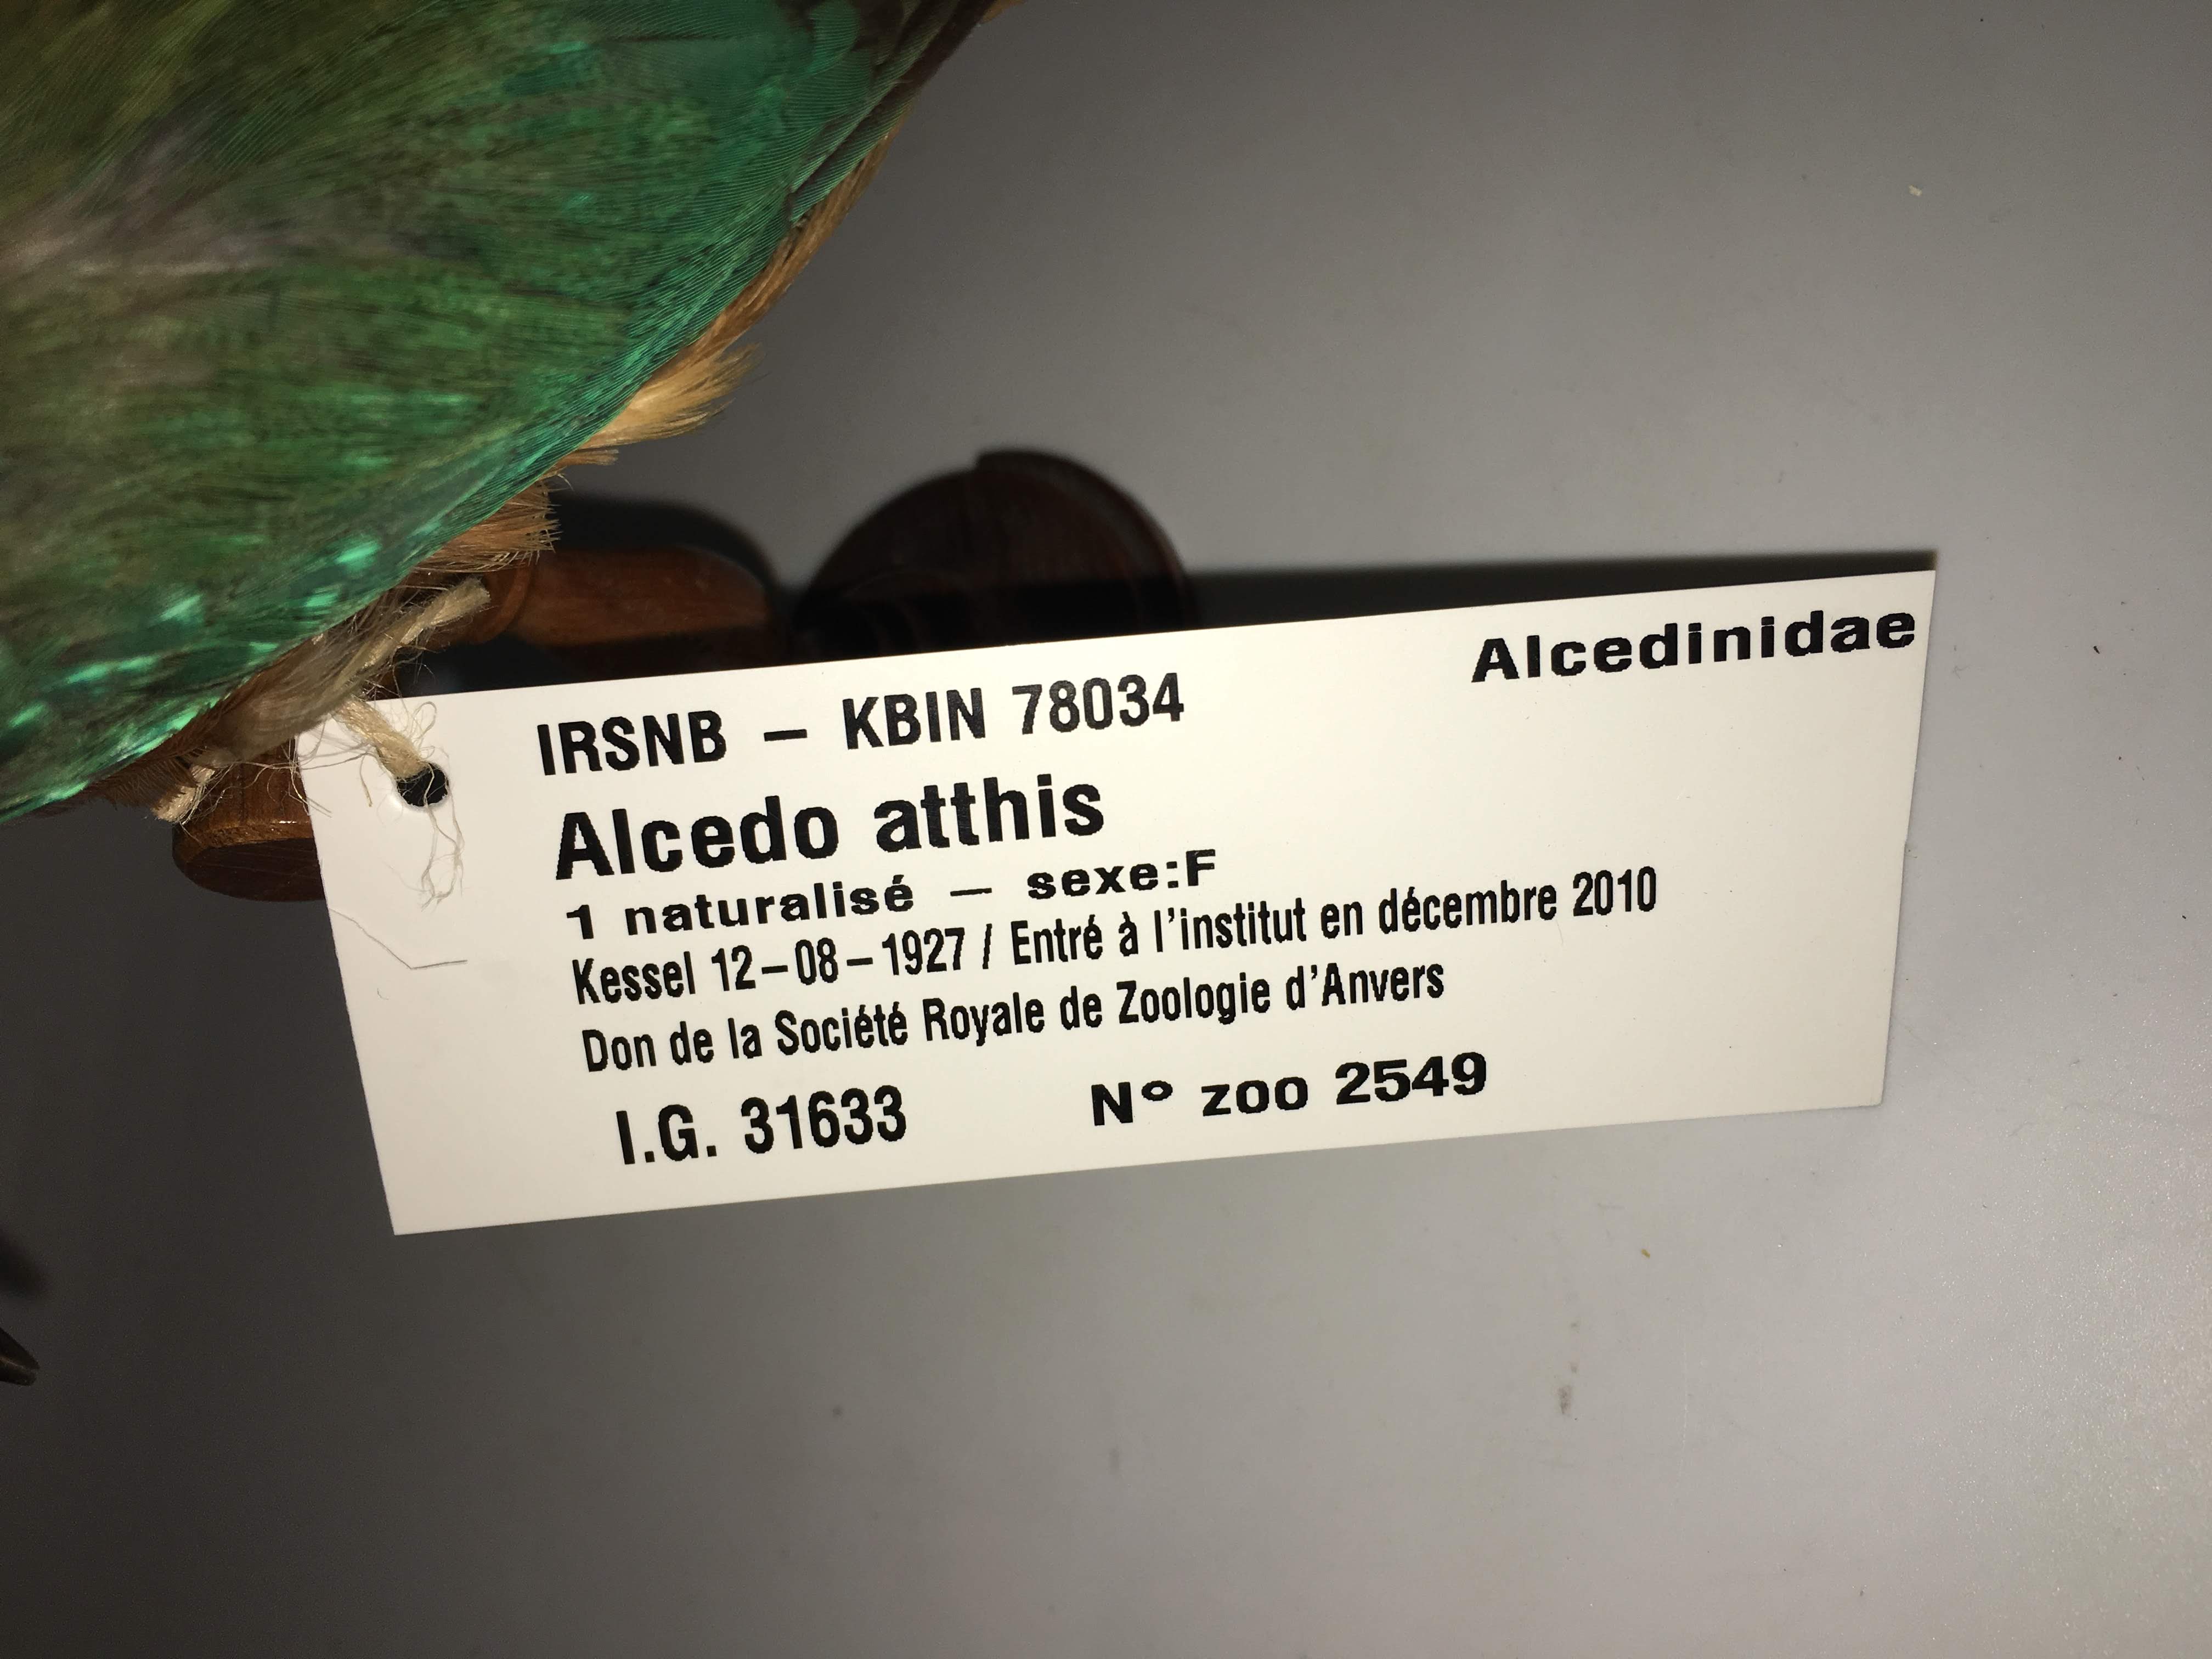 Alcedinidae
IRSNB – KBIN 78034
Alcedo atthis
1 naturalisé – sexe:F
Kessel 12–08–1927 / Entré à l'institut en décembre 2010
Don de la Société Royale de Zoologie d'Anvers
I.G. 31633 N° zoo 2549